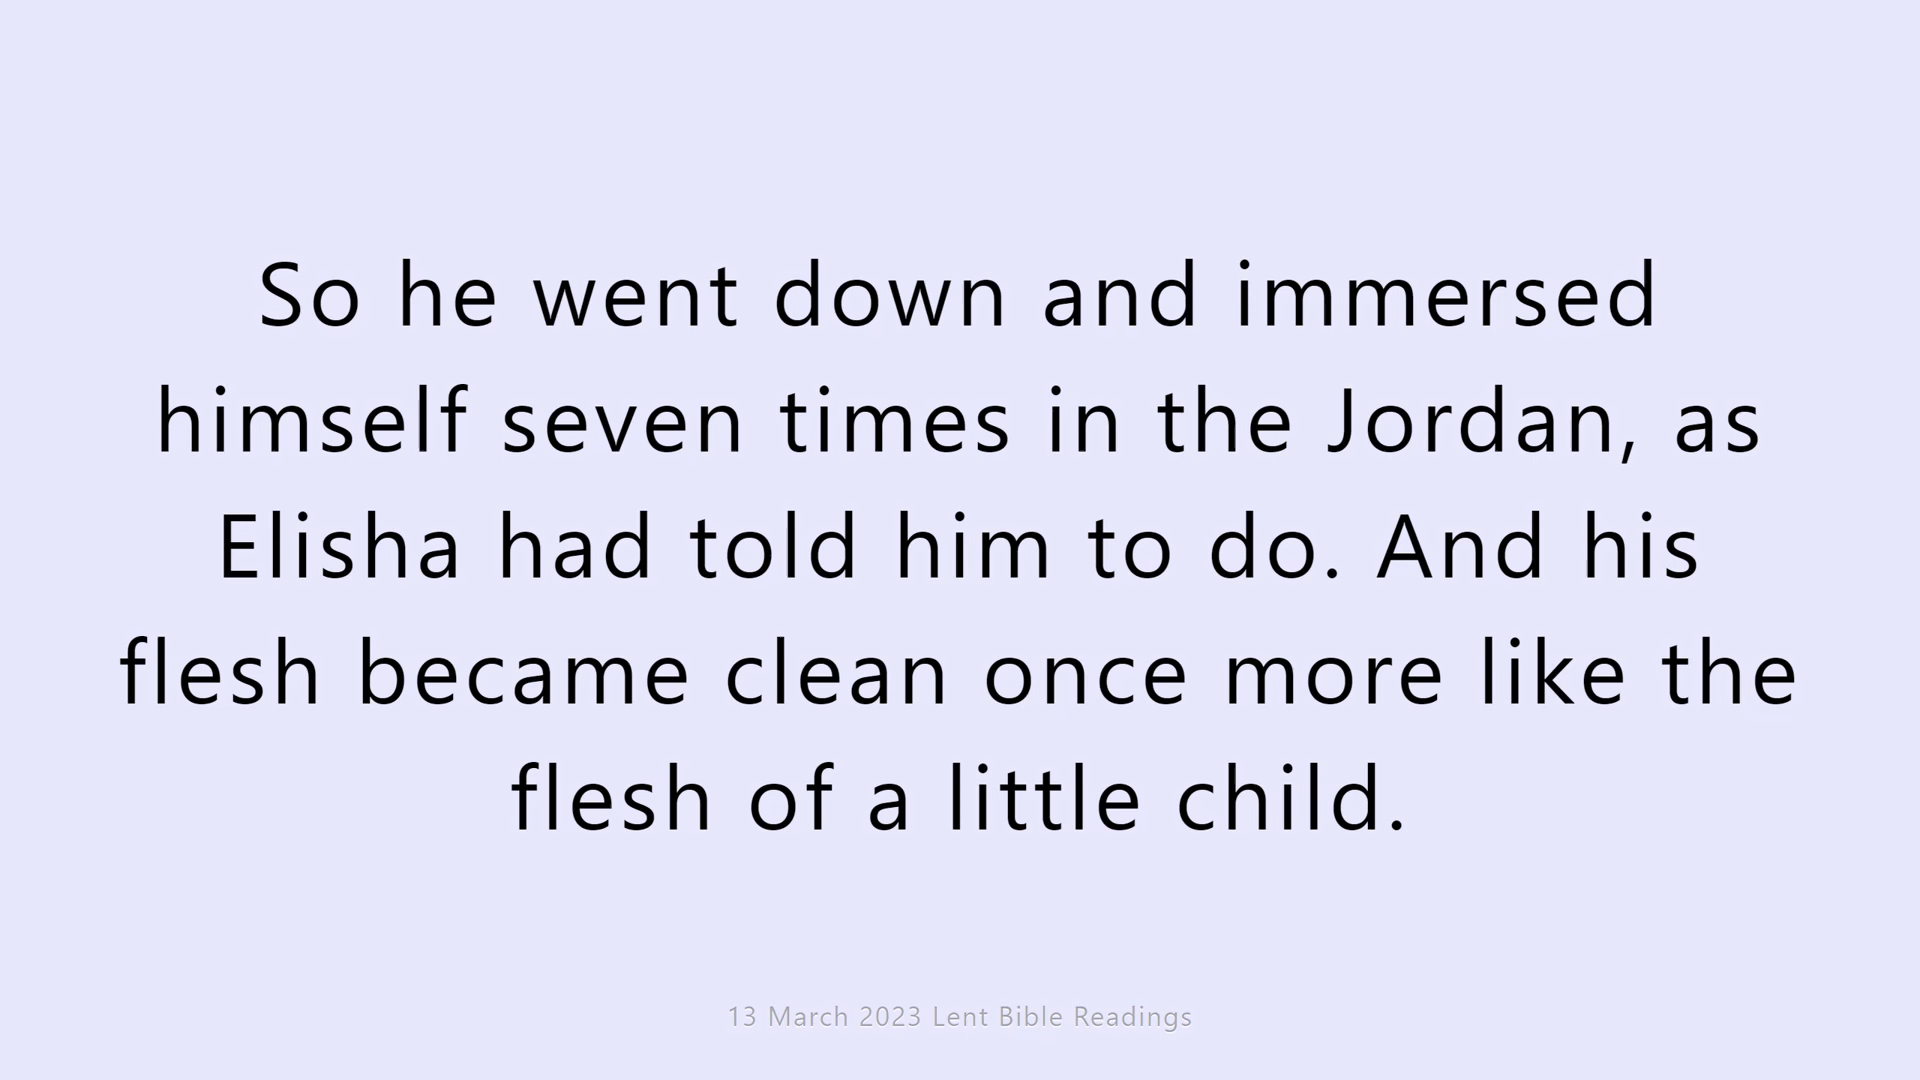 So he went down and immersed
himself seven times in the Jordan, as
Elisha had told him to do. And his
flesh became clean once more like the
flesh of a little child.
13 March 2023 Lent Bible Readings